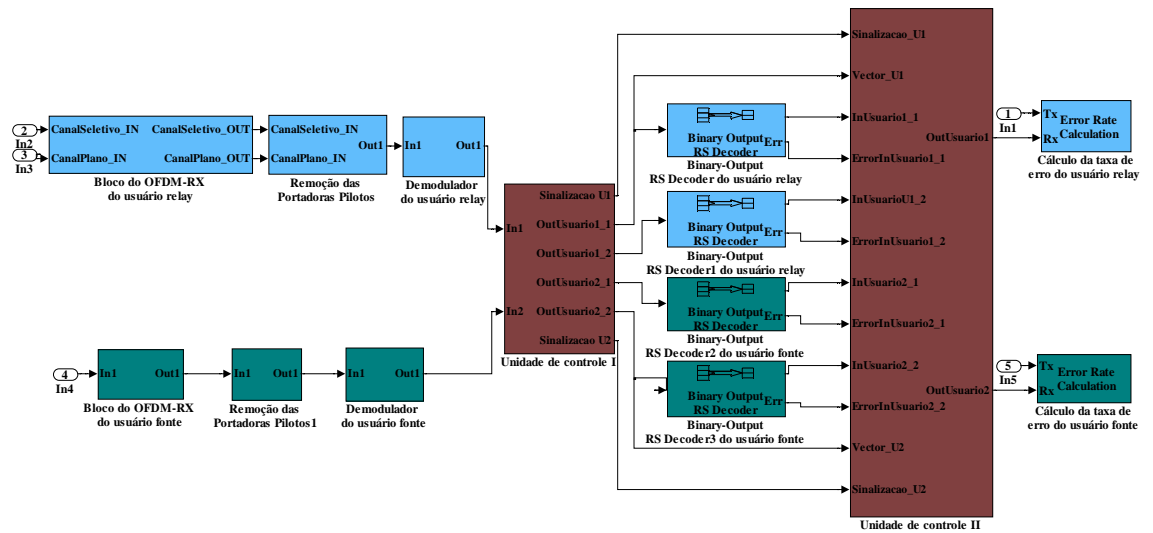 2
In2
3
In3
CanalSeletivo_IN
CanalSeletivo_OUT
CanalPlano_IN
CanalPlano_OUT
Bloco do OFDM-RX
do usuário relay
CanalSeletivo_IN
CanalPlano_IN
Out1
Remoção das
Portadoras Pilotos
In1
Out1
Demodulador
do usuário relay
4
In4
In1
Out1
Bloco do OFDM-RX
do usuário fonte
In1
Out1
Remoção das
Portadoras Pilotos1
In1
Out1
Demodulador
do usuário fonte
In1
In2
Sinalizacao U1
OutUsuario1_1
OutUsuario1_2
OutUsuario2_1
OutUsuario2_2
Sinalizacao U2
Unidade de controle I
Binary Output
RS Decoder
Err
Binary-Output
RS Decoder do usuário relay
Binary Output
RS Decoder
Err
Binary-Output
RS Decoder1 do usuário relay
Binary Output
RS Decoder
Err
Binary-Output
RS Decoder2 do usuário fonte
Binary Output
RS Decoder
Err
Binary-Output
RS Decoder3 do usuário fonte
Sinalizacao_U1
Vector_U1
InUsuario1_1
ErrorInUsuario1_1
InUsuarioU1_2
ErrorInUsuario1_2
InUsuario2_1
ErrorInUsuario2_1
InUsuario2_2
ErrorInUsuario2_2
Vector_U2
Sinalizacao_U2
OutUsuario1
OutUsuario2
Unidade de controle II
1
In1
Tx
Rx
Error Rate
Calculation
Cálculo da taxa de
erro do usuário relay
5
In5
Tx
Rx
Error Rate
Calculation
Cálculo da taxa de
erro do usuário fonte